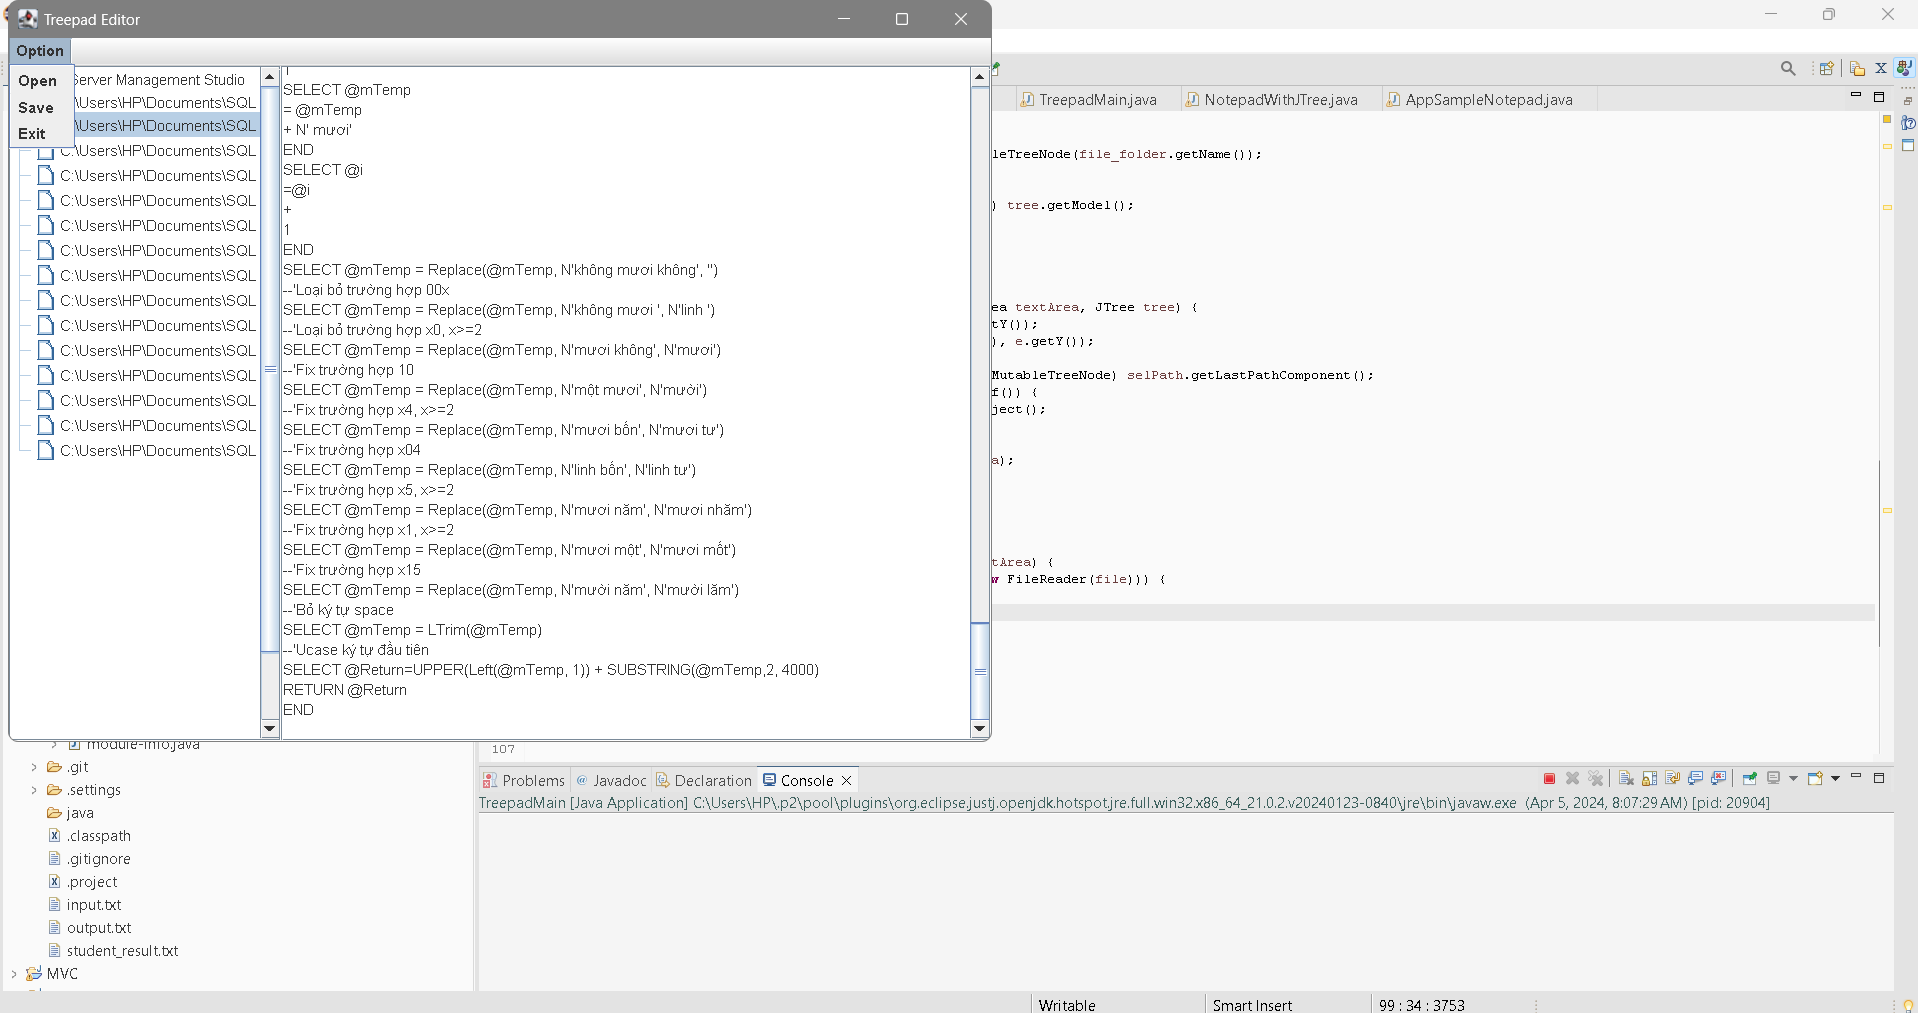 Treepad Editor
Option
Open
Save
Exit
Server Management Studio
\Users\HP\Documents\SQL
\Users\HP\Documents\SQL
C:\Users\HP\Documents\SQL
C:\Users\HP\Documents\SQL
C:\Users\HP\Documents\SQL
C:\Users\HP\Documents\SQL
C:\Users\HP\Documents\SQL
C:\Users\HP\Documents\SQL
C:\Users\HP\Documents\SQL
C:\Users\HP\Documents\SQL
C:\Users\HP\Documents\SQL
C:\Users\HP\Documents\SQL
C:\Users\HP\Documents\SQL
C:\Users\HP\Documents\SQL
C:\Users\HP\Documents\SQL
SELECT @mTemp
= @mTemp
+ N' mươi'
END
SELECT @i
=@i
+
1
END
SELECT @mTemp = Replace(@mTemp, N'không mươi không', '')
--'Loại bỏ trường hợp 00x
SELECT @mTemp = Replace(@mTemp, N'không mươi ', N'linh ')
--'Loại bỏ trường hợp x0, x>=2
SELECT @mTemp = Replace(@mTemp, N'mươi không', N'mươi')
--'Fix trường hợp 10
SELECT @mTemp = Replace(@mTemp, N'một mươi', N'mười')
--'Fix trường hợp x4, x>=2
SELECT @mTemp = Replace(@mTemp, N'mươi bốn', N'mươi tư')
--'Fix trường hợp x04
SELECT @mTemp = Replace(@mTemp, N'linh bốn', N'linh tư')
--'Fix trường hợp x5, x>=2
SELECT @mTemp = Replace(@mTemp, N'mươi năm', N'mươi nhăm')
--'Fix trường hợp x1, x>=2
SELECT @mTemp = Replace(@mTemp, N'mươi một', N'mươi mốt')
--'Fix trường hợp x15
SELECT @mTemp = Replace(@mTemp, N'mười năm', N'mười lăm')
--'Bỏ ký tự space
SELECT @mTemp = LTrim(@mTemp)
--'Ucase ký tự đầu tiên
SELECT @Return=UPPER(Left(@mTemp, 1)) + SUBSTRING(@mTemp,2, 4000)
RETURN @Return
END
TreepadMain.java
NotepadWithJTree.java
AppSampleNotepad.java
leTreeNode(file_folder.getName());
) tree.getModel();
ea textArea, JTree tree) {
tY());
), e.getY());
MutableTreeNode) selPath.getLastPathComponent();
f()) {
ject();
a);
tArea) {
w FileReader(file))) {
107
module-info.java
.git
.settings
java
.classpath
.gitignore
.project
input.txt
output.txt
student_result.txt
MVC
Problems
@ Javadoc
Declaration
Console
TreepadMain [Java Application] C:\Users\HP\.p2\pool\plugins\org.eclipse.justj.openjdk.hotspot.jre.full.win32.x86_64_21.0.2.v20240123-0840\jre\bin\javaw.exe (Apr 5, 2024, 8:07:29 AM) [pid: 20904]
Writable
Smart Insert
99 : 34 : 3753